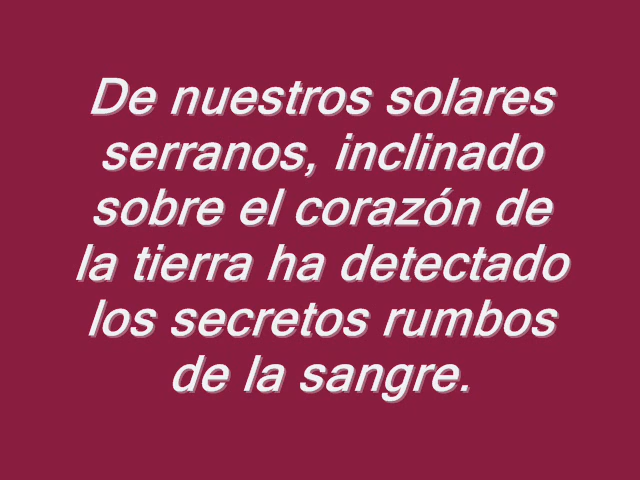 De nuestros solares
serranos, inclinado
sobre el corazón de
la tierra ha detectado
los secretos rumbos
de la sangre.